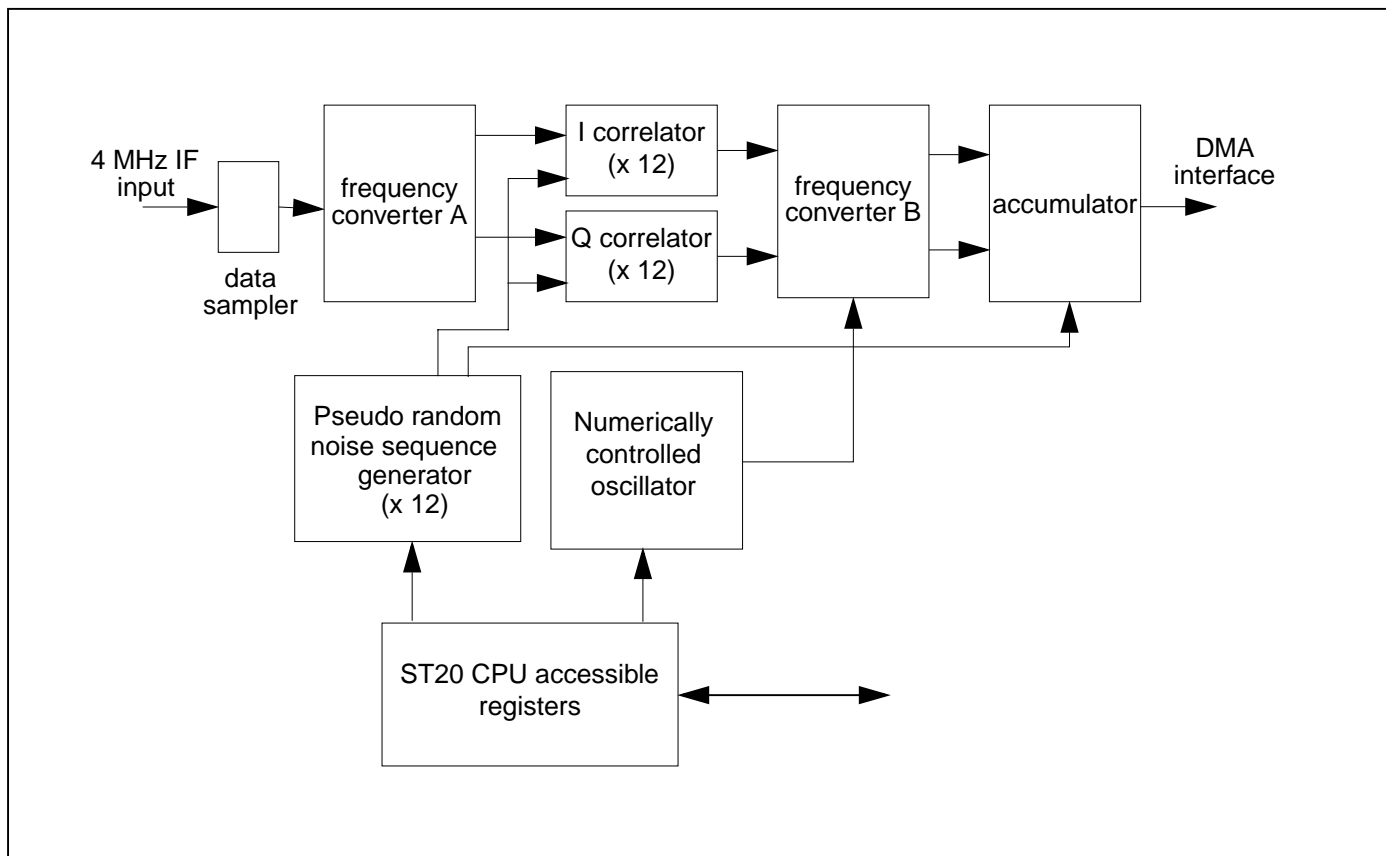 4 MHz IF
input
data
sampler
frequency
converter A
I correlator
(x 12)
Q correlator
(x 12)
frequency
converter B
accumulator
DMA
interface
Pseudo random
noise sequence
generator
(x 12)
Numerically
controlled
oscillator
ST20 CPU accessible
registers